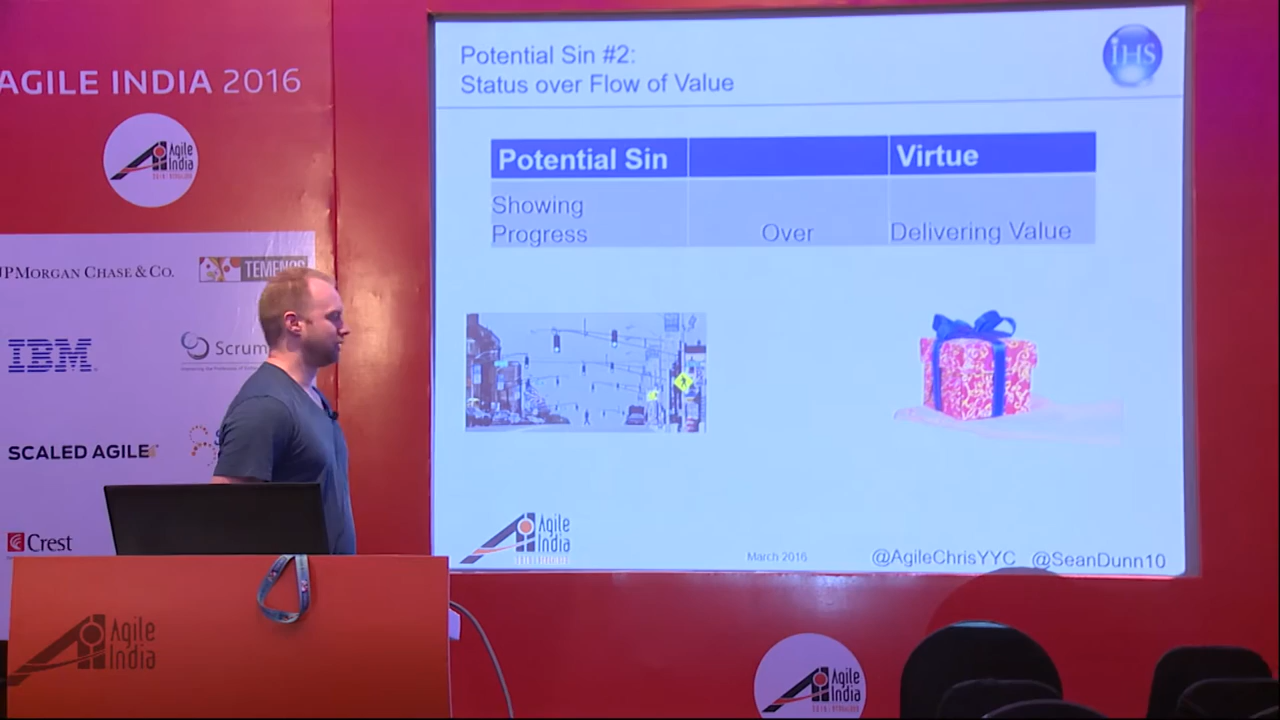 AGILE INDIA 2016
Agile
India
JPMORGAN CHASE & CO.
TEMENOS
IBM
Scrum
SCALED AGILE
Crest
Agile
India
Potential Sin #2:
Status over Flow of Value
IHS
Potential Sin
Virtue
Showing
Progress
Over
Delivering Value
Agile
India
March 2016
@AgileChrisYYC
@SeanDunn10
Agile
India